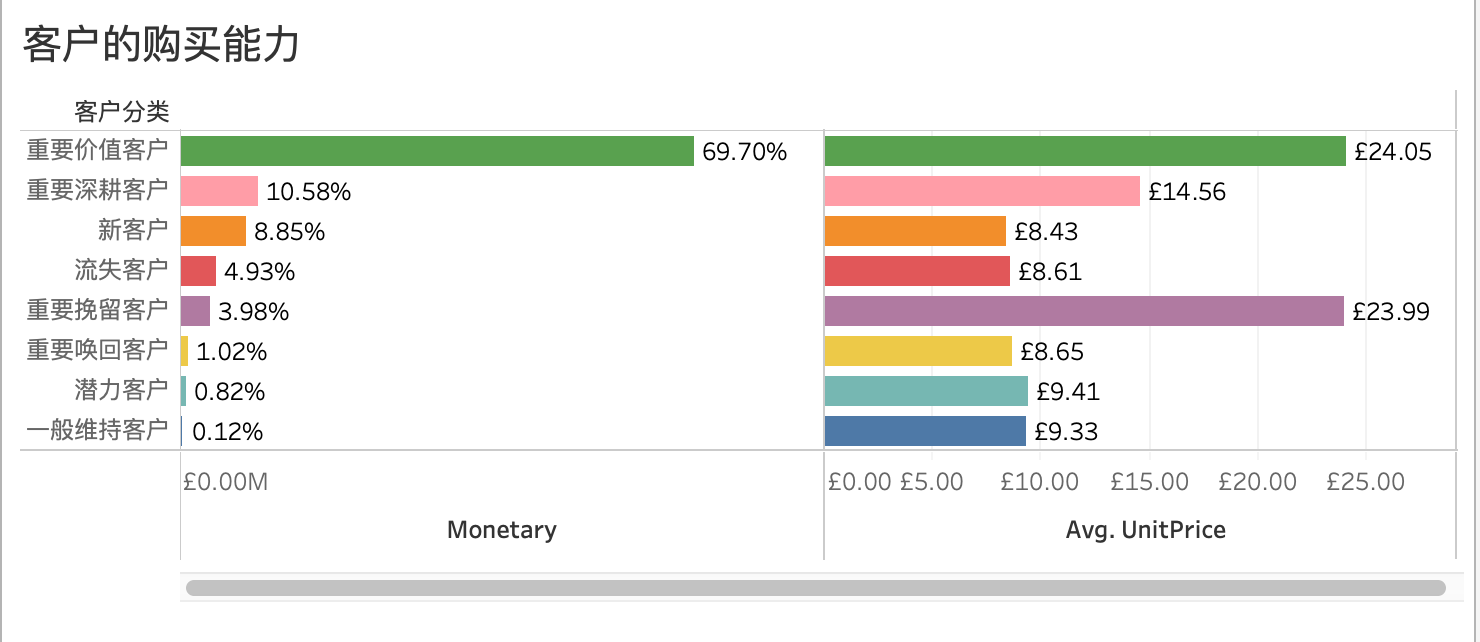 客户的购买能力
客户分类
重要价值客户 69.70% £24.05
重要深耕客户 10.58% £14.56
新客户 8.85% £8.43
流失客户 4.93% £8.61
重要挽留客户 3.98% £23.99
重要唤回客户 1.02% £8.65
潜力客户 0.82% £9.41
一般维持客户 0.12% £9.33
£0.00M £0.00 £5.00 £10.00 £15.00 £20.00 £25.00
Monetary Avg. UnitPrice